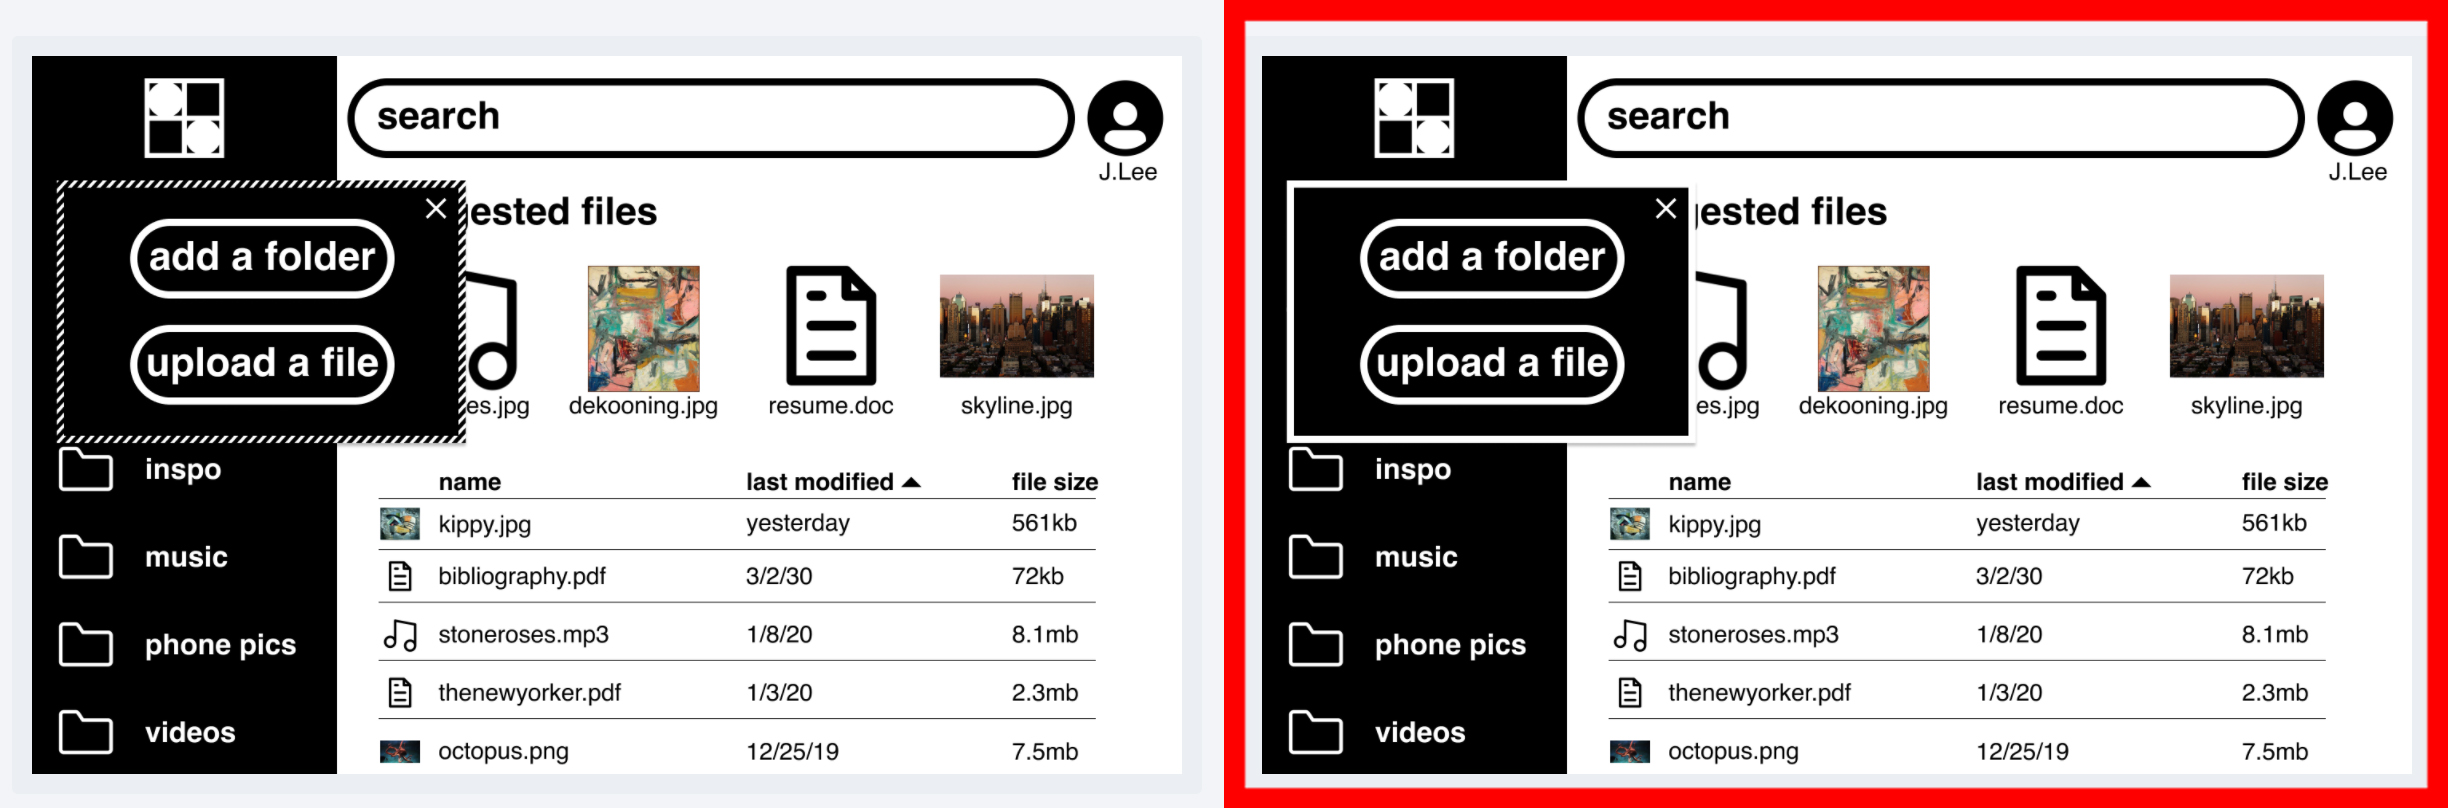 search
J.Lee
ested files
add a folder
upload a file
es.jpg
dekooning.jpg
resume.doc
skyline.jpg
inspo
music
phone pics
videos
name last modified file size
kippy.jpg yesterday 561kb
bibliography.pdf 3/2/30 72kb
stoneroses.mp3 1/8/20 8.1mb
thenewyorker.pdf 1/3/20 2.3mb
octopus.png 12/25/19 7.5mb
search
J.Lee
gested files
add a folder
upload a file
es.jpg
dekooning.jpg
resume.doc
skyline.jpg
inspo
music
phone pics
videos
name last modified file size
kippy.jpg yesterday 561kb
bibliography.pdf 3/2/30 72kb
stoneroses.mp3 1/8/20 8.1mb
thenewyorker.pdf 1/3/20 2.3mb
octopus.png 12/25/19 7.5mb